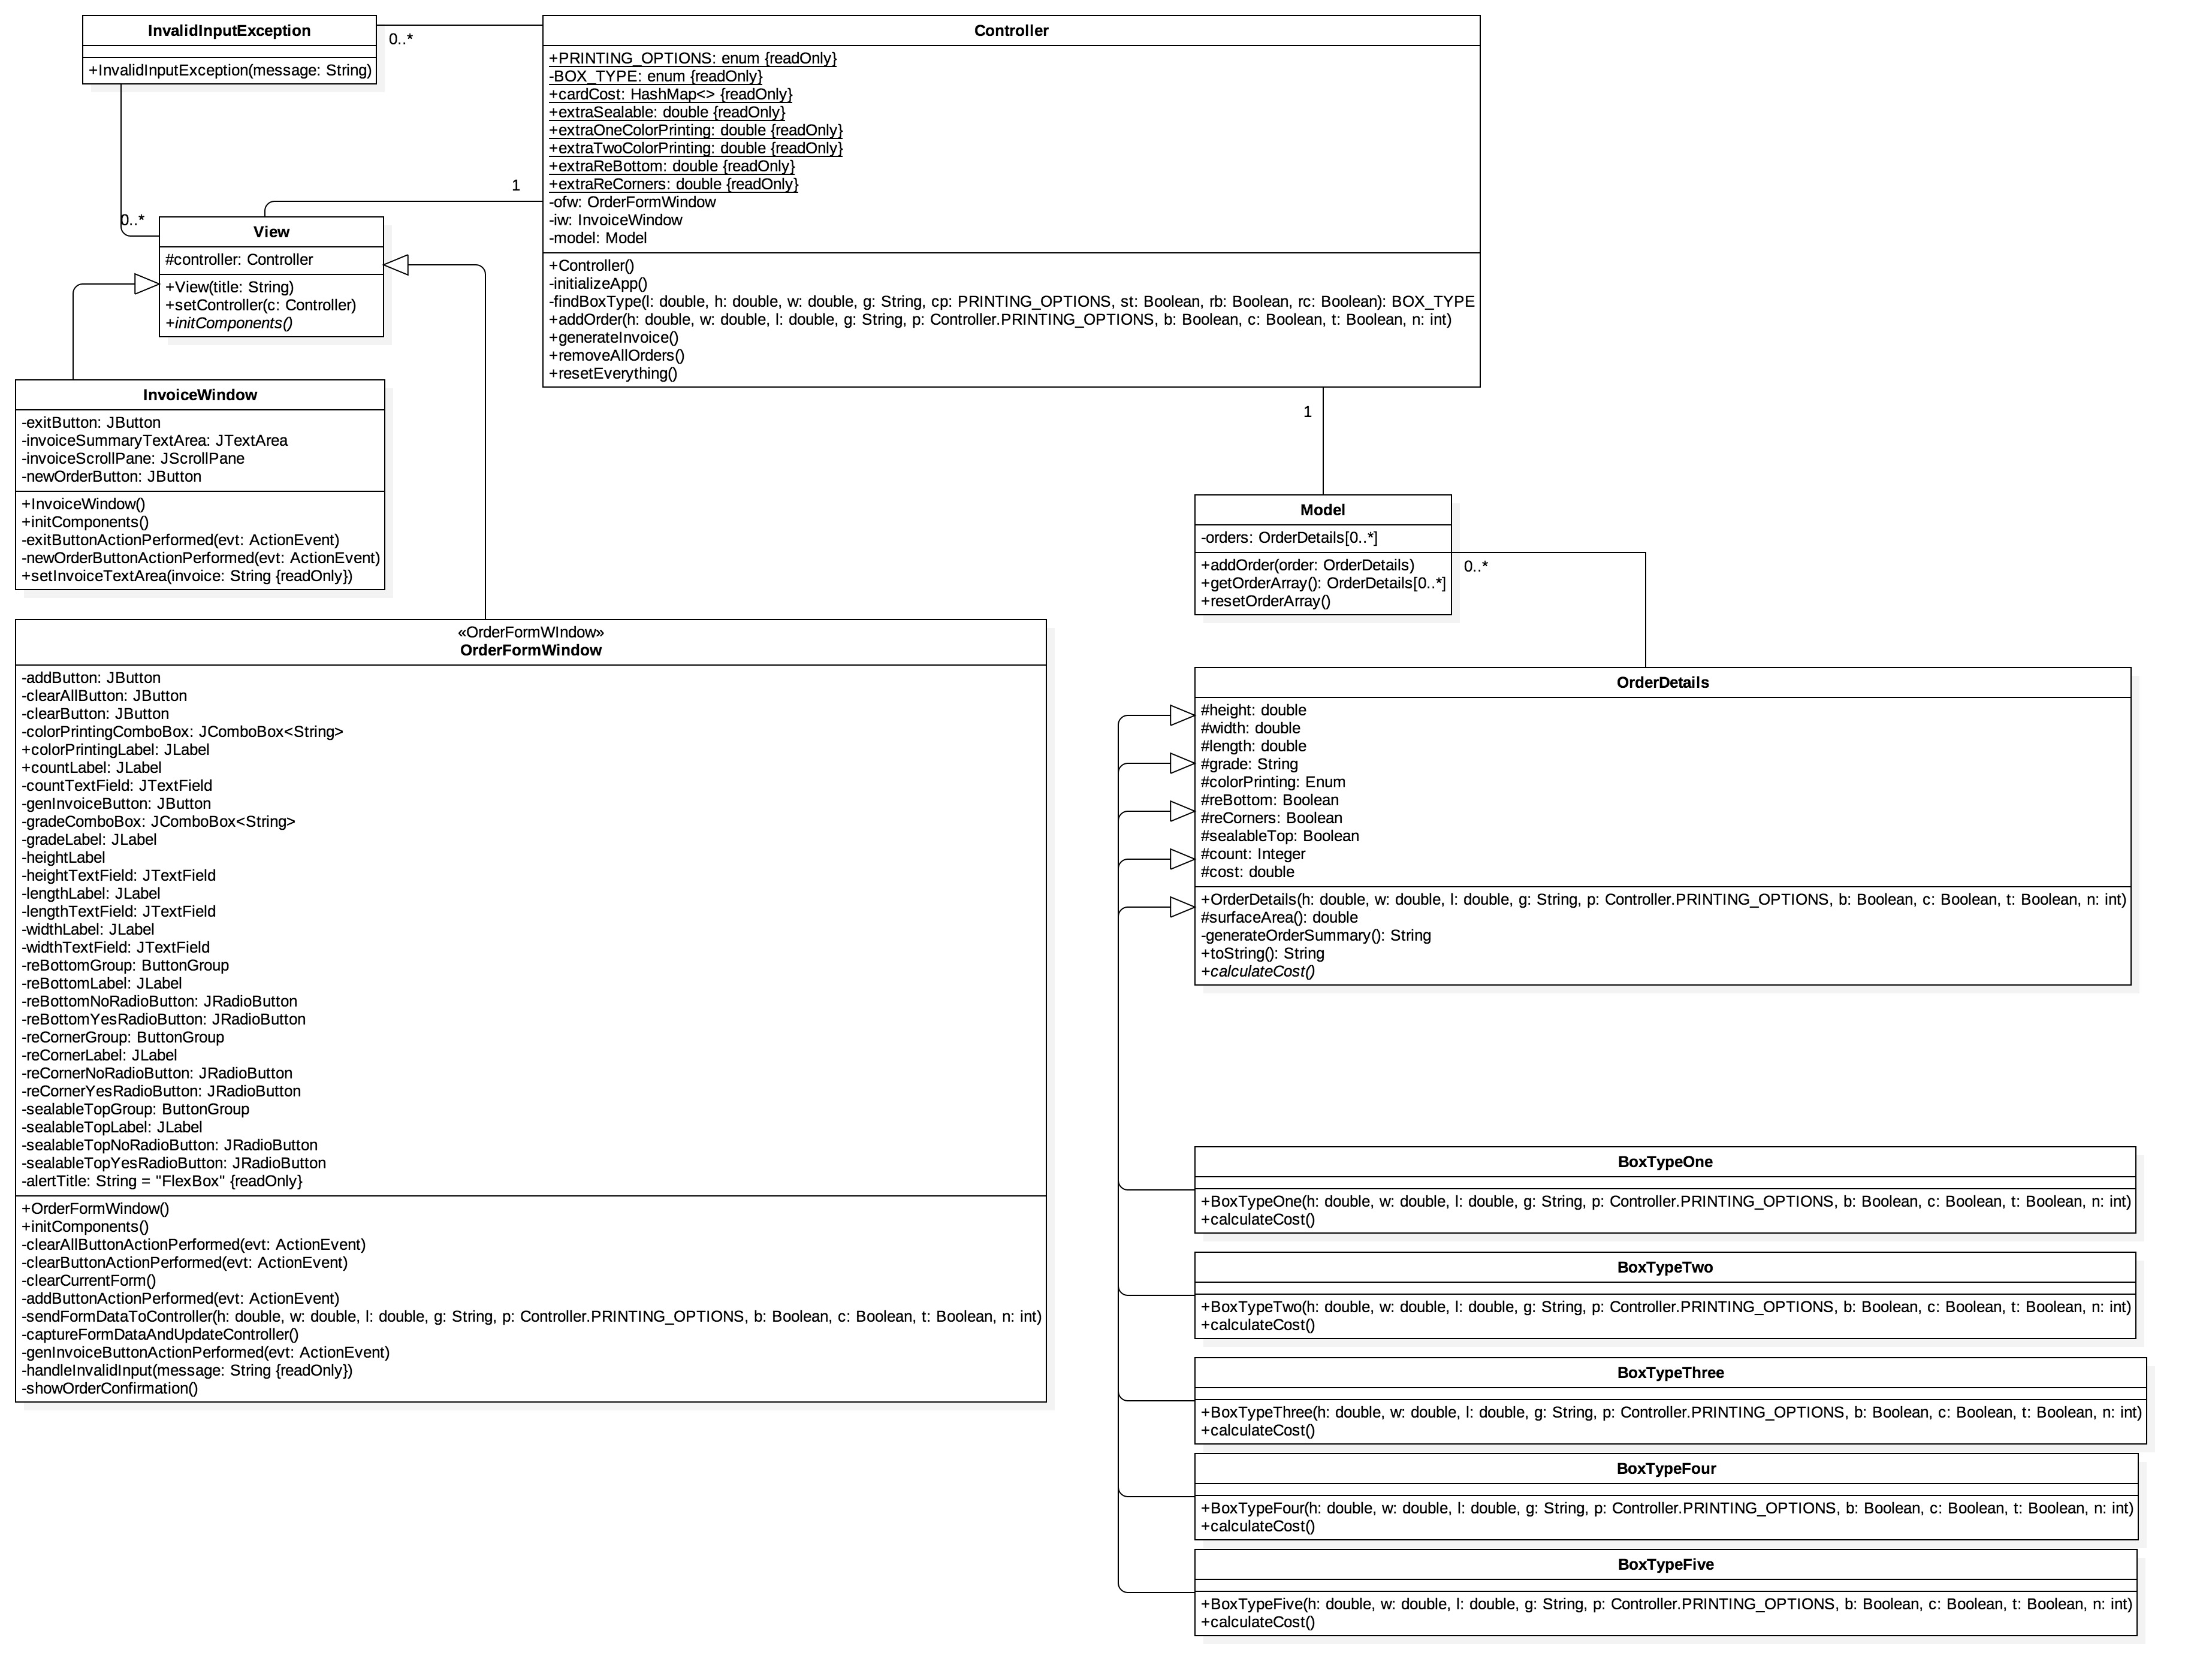 InvalidInputException
+InvalidInputException(message: String)
0..*
Controller
+PRINTING_OPTIONS: enum {readOnly}
-BOX_TYPE: enum {readOnly}
+cardCost: HashMap<> {readOnly}
+extraSealable: double {readOnly}
+extraOneColorPrinting: double {readOnly}
+extraTwoColorPrinting: double {readOnly}
+extraReBottom: double {readOnly}
+extraReCorners: double {readOnly}
-ofw: OrderFormWindow
-iw: InvoiceWindow
-model: Model
+Controller()
-initializeApp()
-findBoxType(l: double, h: double, w: double, g: String, cp: PRINTING_OPTIONS, st: Boolean, rb: Boolean, rc: Boolean): BOX_TYPE
+addOrder(h: double, w: double, l: double, g: String, p: Controller.PRINTING_OPTIONS, b: Boolean, c: Boolean, t: Boolean, n: int)
+generateInvoice()
+removeAllOrders()
+resetEverything()
1
0..*
View
#controller: Controller
+View(title: String)
+setController(c: Controller)
+initComponents()
InvoiceWindow
-exitButton: JButton
-invoiceSummaryTextArea: JTextArea
-invoiceScrollPane: JScrollPane
-newOrderButton: JButton
+InvoiceWindow()
+initComponents()
-exitButtonActionPerformed(evt: ActionEvent)
-newOrderButtonActionPerformed(evt: ActionEvent)
+setInvoiceTextArea(invoice: String {readOnly})
1
Model
-orders: OrderDetails[0..*]
+addOrder(order: OrderDetails)
+getOrderArray(): OrderDetails[0..*]
+resetOrderArray()
0..*
«OrderFormWIndow»
OrderFormWindow
-addButton: JButton
-clearAllButton: JButton
-clearButton: JButton
-colorPrintingComboBox: JComboBox<String>
+colorPrintingLabel: JLabel
+countLabel: JLabel
-countTextField: JTextField
-genInvoiceButton: JButton
-gradeComboBox: JComboBox<String>
-gradeLabel: JLabel
-heightLabel
-heightTextField: JTextField
-lengthLabel: JLabel
-lengthTextField: JTextField
-widthLabel: JLabel
-widthTextField: JTextField
-reBottomGroup: ButtonGroup
-reBottomLabel: JLabel
-reBottomNoRadioButton: JRadioButton
-reBottomYesRadioButton: JRadioButton
-reCornerGroup: ButtonGroup
-reCornerLabel: JLabel
-reCornerNoRadioButton: JRadioButton
-reCornerYesRadioButton: JRadioButton
-sealableTopGroup: ButtonGroup
-sealableTopLabel: JLabel
-sealableTopNoRadioButton: JRadioButton
-sealableTopYesRadioButton: JRadioButton
-alertTitle: String = "FlexBox" {readOnly}
+OrderFormWindow()
+initComponents()
-clearAllButtonActionPerformed(evt: ActionEvent)
-clearButtonActionPerformed(evt: ActionEvent)
-clearCurrentForm()
-addButtonActionPerformed(evt: ActionEvent)
-sendFormDataToController(h: double, w: double, l: double, g: String, p: Controller.PRINTING_OPTIONS, b: Boolean, c: Boolean, t: Boolean, n: int)
-captureFormDataAndUpdateController()
-genInvoiceButtonActionPerformed(evt: ActionEvent)
-handleInvalidInput(message: String {readOnly})
-showOrderConfirmation()
OrderDetails
#height: double
#width: double
#length: double
#grade: String
#colorPrinting: Enum
#reBottom: Boolean
#reCorners: Boolean
#sealableTop: Boolean
#count: Integer
#cost: double
+OrderDetails(h: double, w: double, l: double, g: String, p: Controller.PRINTING_OPTIONS, b: Boolean, c: Boolean, t: Boolean, n: int)
#surfaceArea(): double
-generateOrderSummary(): String
+toString(): String
+calculateCost()
BoxTypeOne
+BoxTypeOne(h: double, w: double, l: double, g: String, p: Controller.PRINTING_OPTIONS, b: Boolean, c: Boolean, t: Boolean, n: int)
+calculateCost()
BoxTypeTwo
+BoxTypeTwo(h: double, w: double, l: double, g: String, p: Controller.PRINTING_OPTIONS, b: Boolean, c: Boolean, t: Boolean, n: int)
+calculateCost()
BoxTypeThree
+BoxTypeThree(h: double, w: double, l: double, g: String, p: Controller.PRINTING_OPTIONS, b: Boolean, c: Boolean, t: Boolean, n: int)
+calculateCost()
BoxTypeFour
+BoxTypeFour(h: double, w: double, l: double, g: String, p: Controller.PRINTING_OPTIONS, b: Boolean, c: Boolean, t: Boolean, n: int)
+calculateCost()
BoxTypeFive
+BoxTypeFive(h: double, w: double, l: double, g: String, p: Controller.PRINTING_OPTIONS, b: Boolean, c: Boolean, t: Boolean, n: int)
+calculateCost()